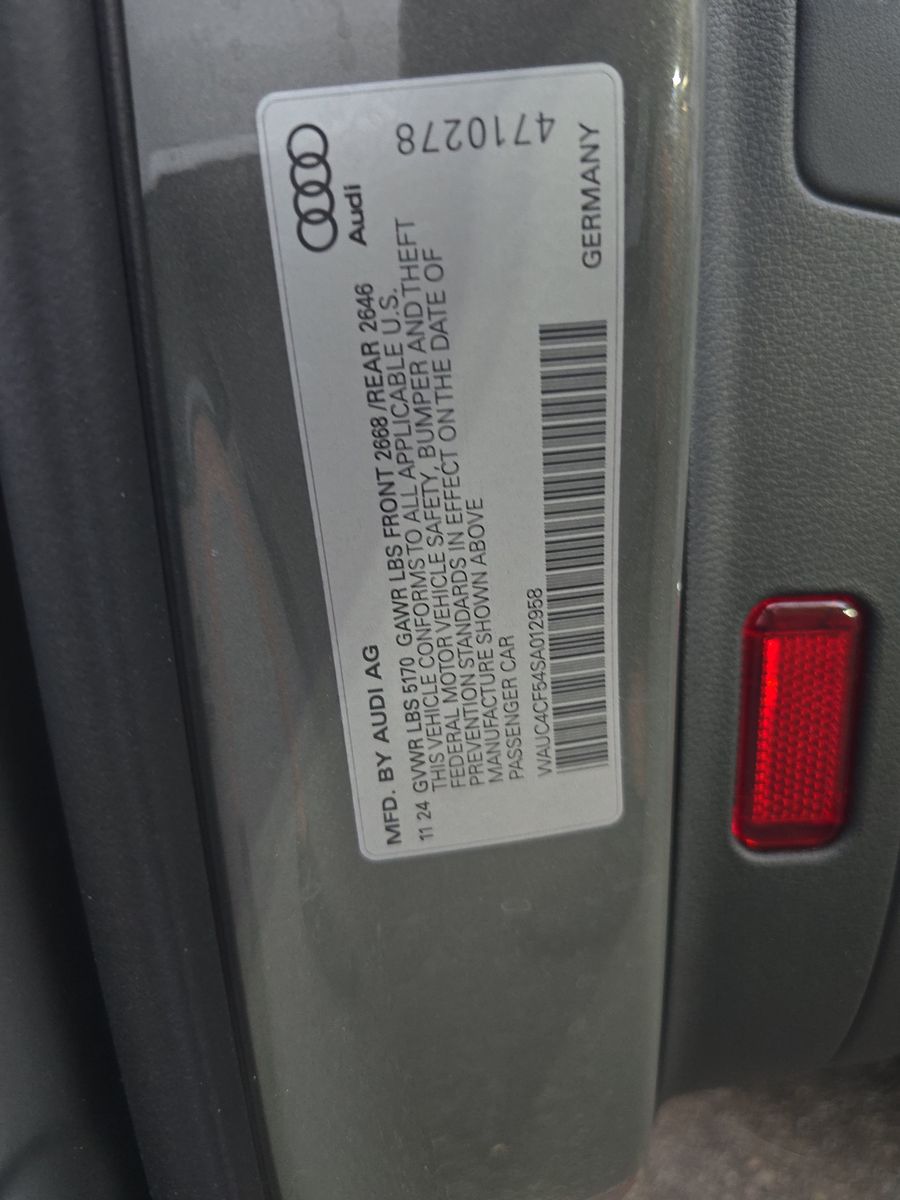 MFD. BY AUDI AG
11 24 GVWR LBS 5170 GAWR LBS FRONT 2668 /REAR 2646
THIS VEHICLE CONFORMS TO ALL APPLICABLE U.S.
FEDERAL MOTOR VEHICLE SAFETY, BUMPER AND THEFT
PREVENTION STANDARDS IN EFFECT ON THE DATE OF
MANUFACTURE SHOWN ABOVE
PASSENGER CAR
WAUC4CF54SA012958
Audi
4710278
GERMANY